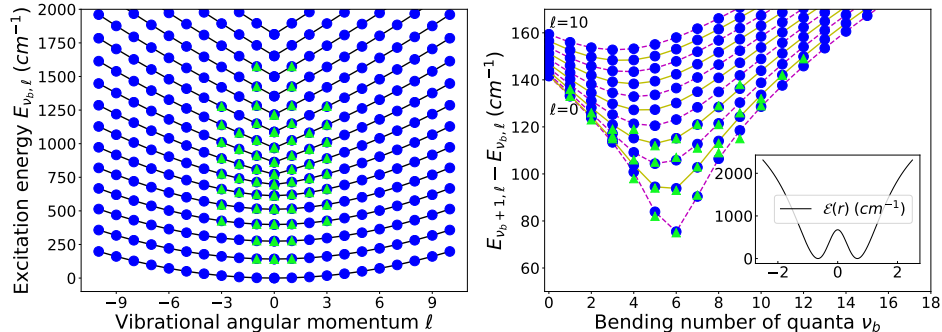 2000
1750
1500
1250
1000
750
500
250
0
Excitation energy E_{ν_b,ℓ} (cm⁻¹)
−9 −6 −3 0 3 6 9
Vibrational angular momentum ℓ
160
140
120
100
80
60
E_{ν_b+1,ℓ} − E_{ν_b,ℓ} (cm⁻¹)
ℓ=10
ℓ=0
2000
1000
0
ℰ(r) (cm⁻¹)
−2 0 2
0 2 4 6 8 10 12 14 16 18
Bending number of quanta ν_b